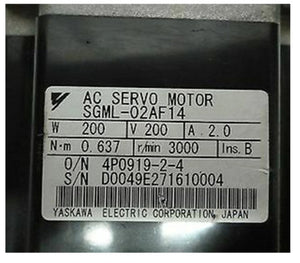 AC SERVO MOTOR
SGML-02AF14
W 200 V 200 A 2.0
N·m 0.637 r/min 3000 Ins. B
O/N 4P0919-2-4
S/N D0049E271610004
YASKAWA ELECTRIC CORPORATION, JAPAN